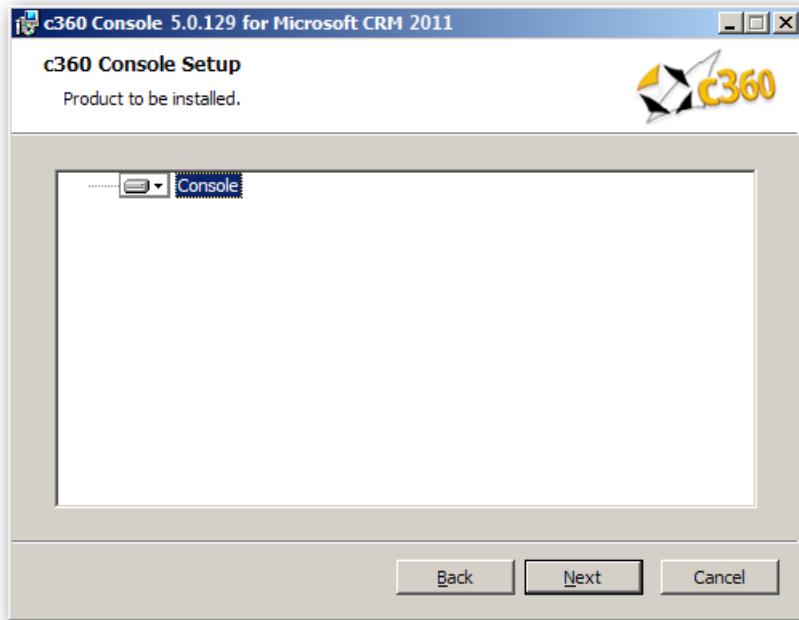 c360 Console 5.0.129 for Microsoft CRM 2011
c360 Console Setup
Product to be installed.
c360
Console
Back Next Cancel